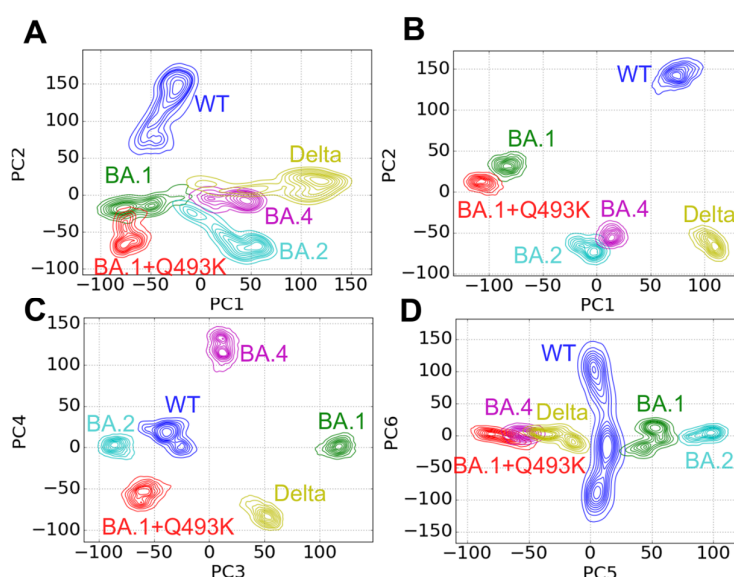 A
WT
BA.1
Delta
BA.4
BA.2
BA.1+Q493K
PC2
150
100
50
0
−50
−100
−100 −50 0 50 100 150
PC1
B
WT
BA.1
BA.1+Q493K
BA.4
BA.2
Delta
PC2
150
100
50
0
−50
−100
−100 −50 0 50 100
PC1
C
BA.4
WT
BA.2
BA.1
BA.1+Q493K
Delta
PC4
150
100
50
0
−50
−100
−100 −50 0 50 100
PC3
D
WT
BA.4
Delta
BA.1
BA.1+Q493K
BA.2
PC6
150
100
50
0
−50
−100
−150
−100 −50 0 50 100
PC5